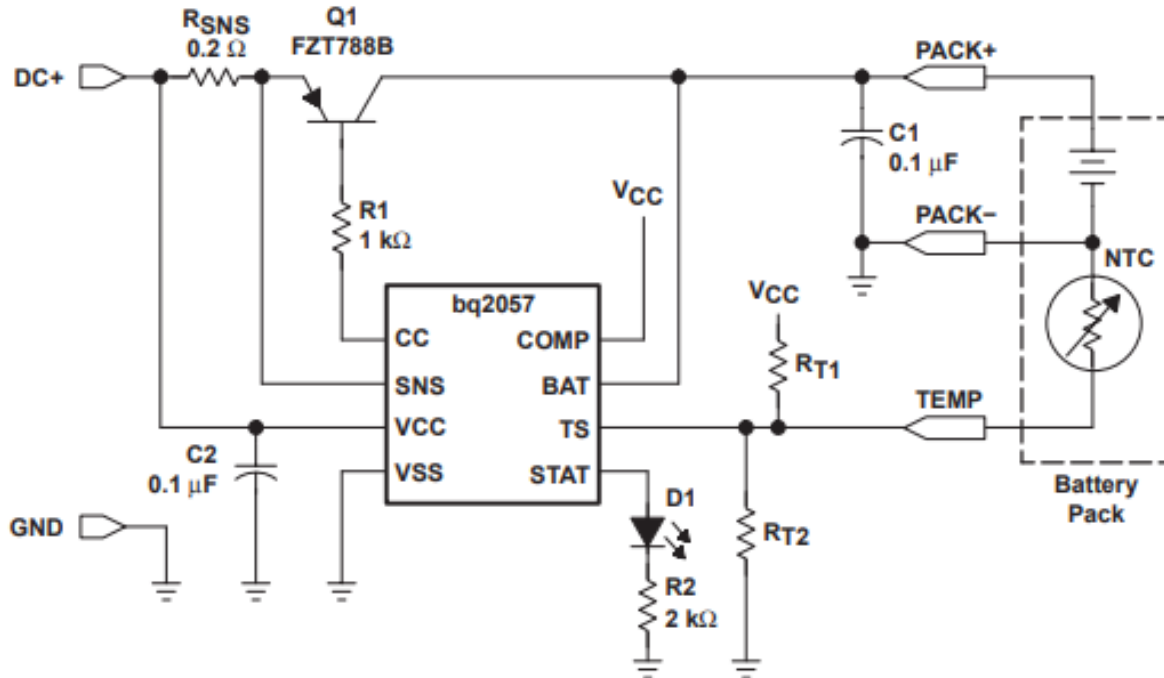 RSNS
0.2 Ω
Q1
FZT788B
DC+
PACK+
C1
0.1 μF
VCC
R1
1 kΩ
PACK−
NTC
bq2057
VCC
CC
COMP
RT1
SNS
BAT
TEMP
VCC
TS
C2
0.1 μF
VSS
STAT
D1
Battery
Pack
GND
RT2
R2
2 kΩ